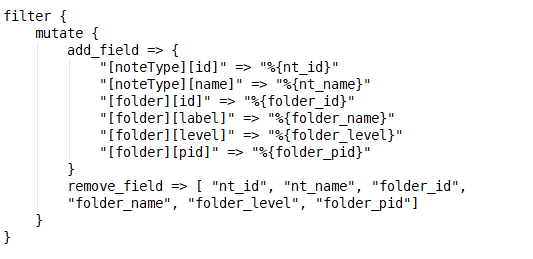 filter {
    mutate {
        add_field => {
            "[noteType][id]" => "%{nt_id}"
            "[noteType][name]" => "%{nt_name}"
            "[folder][id]" => "%{folder_id}"
            "[folder][label]" => "%{folder_name}"
            "[folder][level]" => "%{folder_level}"
            "[folder][pid]" => "%{folder_pid}"
        }
        remove_field => [ "nt_id", "nt_name", "folder_id",
        "folder_name", "folder_level", "folder_pid"]
    }
}